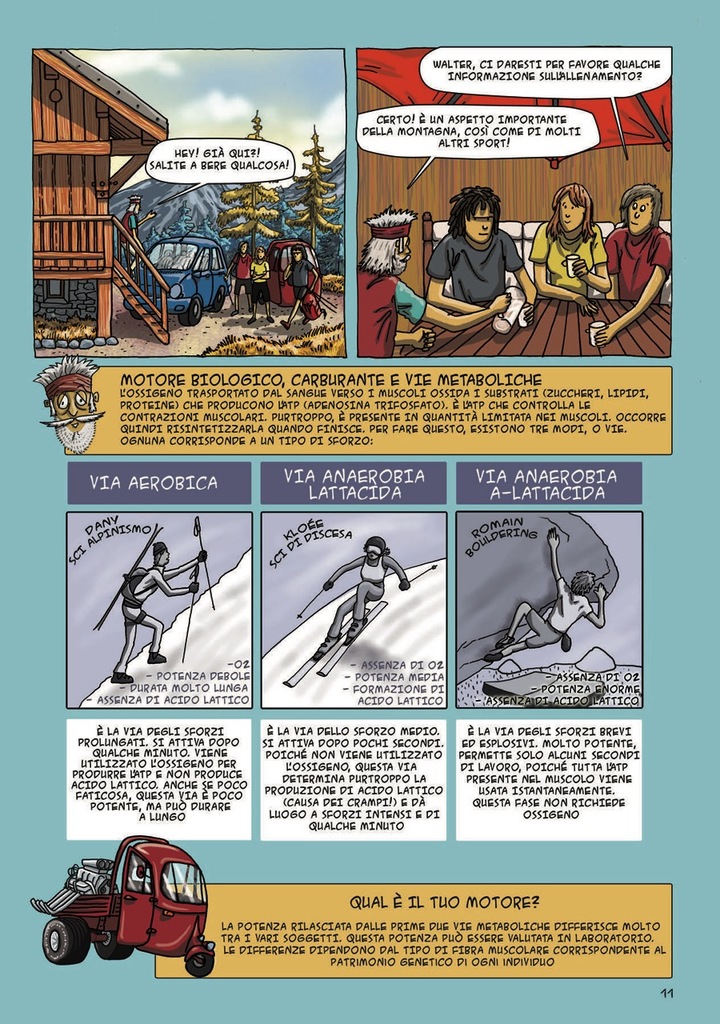 HEY! GIÀ QUI?!
SALITE A BERE QUALCOSA!
WALTER, CI DARESTI PER FAVORE QUALCHE
INFORMAZIONE SULL'ALLENAMENTO?
CERTO! È UN ASPETTO IMPORTANTE
DELLA MONTAGNA, COSÌ COME DI MOLTI
ALTRI SPORT!
MOTORE BIOLOGICO, CARBURANTE E VIE METABOLICHE
L'OSSIGENO TRASPORTATO DAL SANGUE VERSO I MUSCOLI OSSIDA I SUBSTRATI (ZUCCHERI, LIPIDI,
PROTEINE) CHE PRODUCONO L'ATP (ADENOSINA TRIFOSFATO). È L'ATP CHE CONTROLLA LE
CONTRAZIONI MUSCOLARI. PURTROPPO, È PRESENTE IN QUANTITÀ LIMITATA NEI MUSCOLI. OCCORRE
QUINDI RISINTETIZZARLA QUANDO FINISCE. PER FARE QUESTO, ESISTONO TRE MODI, O VIE.
OGNUNA CORRISPONDE A UN TIPO DI SFORZO:
VIA AEROBICA
DANY
SCI ALPINISMO
-O2
- POTENZA DEBOLE
- DURATA MOLTO LUNGA
- ASSENZA DI ACIDO LATTICO
È LA VIA DEGLI SFORZI
PROLUNGATI. SI ATTIVA DOPO
QUALCHE MINUTO. VIENE
UTILIZZATO L'OSSIGENO PER
PRODURRE L'ATP E NON PRODUCE
ACIDO LATTICO. ANCHE SE POCO
FATICOSA, QUESTA VIA È POCO
POTENTE, MA PUÒ DURARE
A LUNGO
VIA ANAEROBIA
LATTACIDA
KLOÉE
SCI DI DISCESA
- ASSENZA DI O2
- POTENZA MEDIA
- FORMAZIONE DI
ACIDO LATTICO
È LA VIA DELLO SFORZO MEDIO.
SI ATTIVA DOPO POCHI SECONDI.
POICHÉ NON VIENE UTILIZZATO
L'OSSIGENO, QUESTA VIA
DETERMINA PURTROPPO LA
PRODUZIONE DI ACIDO LATTICO
(CAUSA DEI CRAMPI!) E DÀ
LUOGO A SFORZI INTENSI E DI
QUALCHE MINUTO
VIA ANAEROBIA
A-LATTACIDA
ROMAIN
BOULDERING
- ASSENZA DI O2
- POTENZA ENORME
- ASSENZA DI ACIDO LATTICO
È LA VIA DEGLI SFORZI BREVI
ED ESPLOSIVI. MOLTO POTENTE,
PERMETTE SOLO ALCUNI SECONDI
DI LAVORO, POICHÉ TUTTA L'ATP
PRESENTE NEL MUSCOLO VIENE
USATA ISTANTANEAMENTE.
QUESTA FASE NON RICHIEDE
OSSIGENO
QUAL È IL TUO MOTORE?
LA POTENZA RILASCIATA DALLE PRIME DUE VIE METABOLICHE DIFFERISCE MOLTO
TRA I VARI SOGGETTI. QUESTA POTENZA PUÒ ESSERE VALUTATA IN LABORATORIO.
LE DIFFERENZE DIPENDONO DAL TIPO DI FIBRA MUSCOLARE CORRISPONDENTE AL
PATRIMONIO GENETICO DI OGNI INDIVIDUO
11